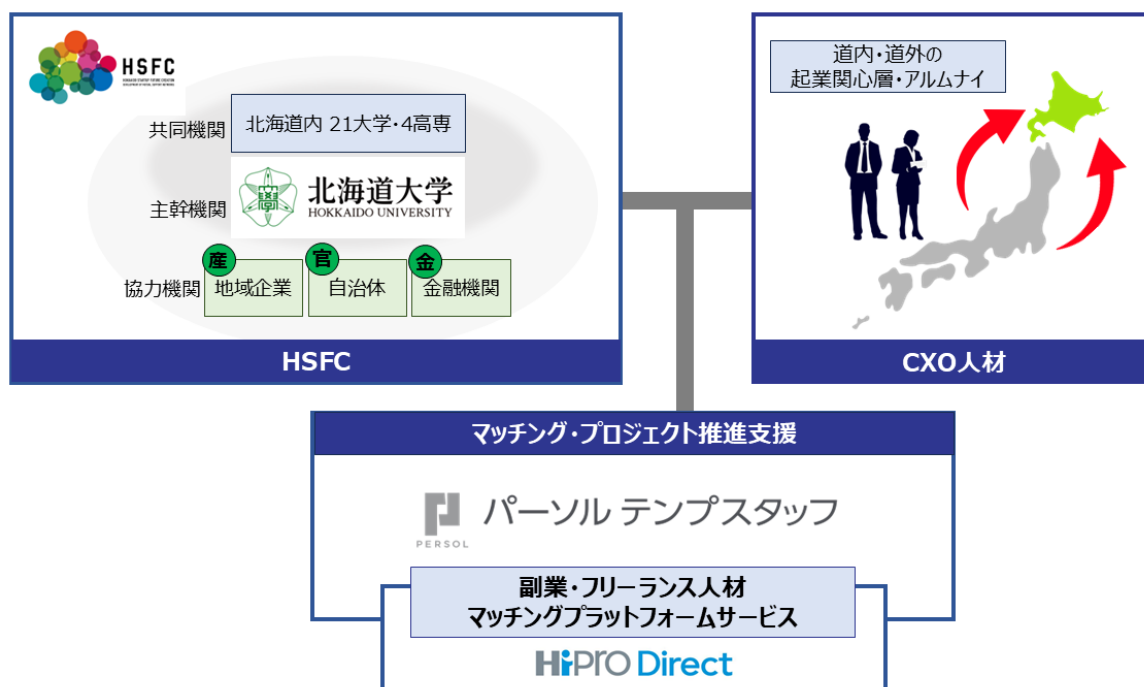 HSFC
共同機関
北海道内 21大学・4高専
主幹機関
北海道大学
HOKKAIDO UNIVERSITY
産
官
金
協力機関
地域企業
自治体
金融機関
HSFC
道内・道外の
起業関心層・アルムナイ
CXO人材
マッチング・プロジェクト推進支援
PERSOL
パーソル テンプスタッフ
副業・フリーランス人材
マッチングプラットフォームサービス
HiPRO Direct